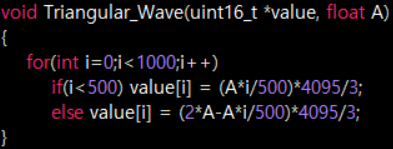 void Triangular_Wave(uint16_t *value, float A)
{
for(int i=0;i<1000;i++)
if(i<500) value[i] = (A*i/500)*4095/3;
else value[i] = (2*A-A*i/500)*4095/3;
}